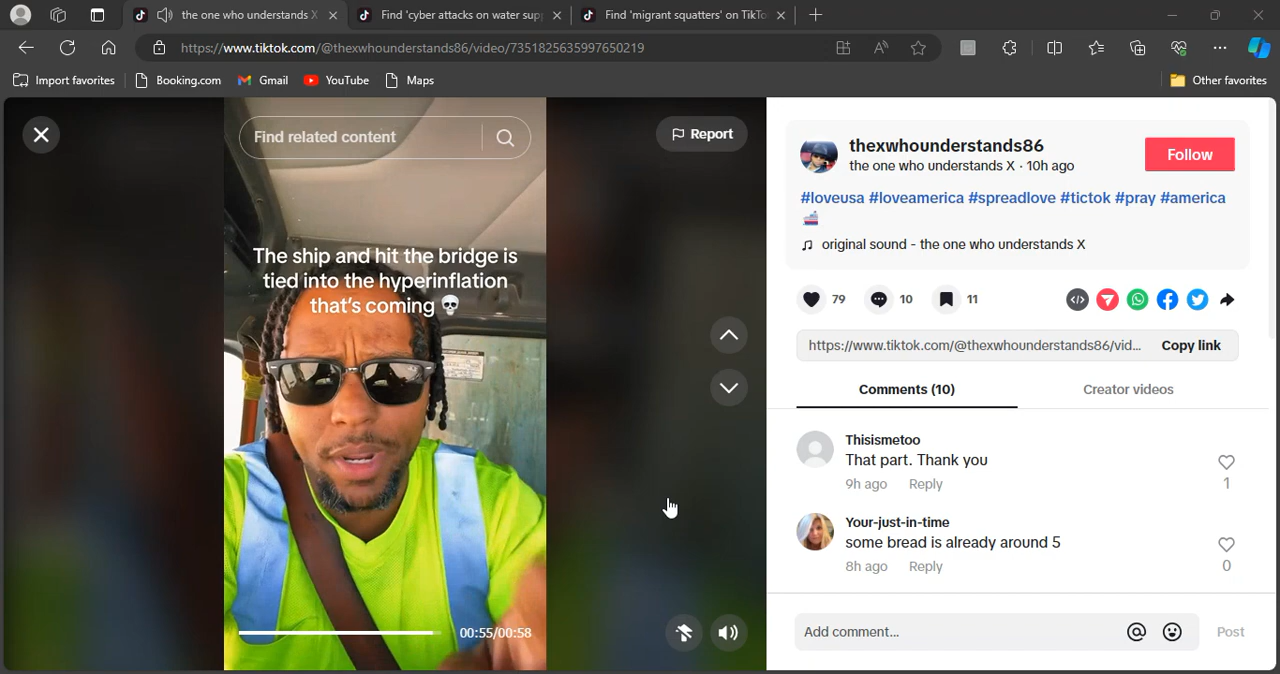 the one who understands X
Find 'cyber attacks on water sup
Find 'migrant squatters' on TikTo
https://www.tiktok.com/@thexwhounderstands86/video/7351825635997650219
Import favorites
Booking.com
Gmail
YouTube
Maps
Other favorites
Find related content
Report
The ship and hit the bridge is
tied into the hyperinflation
that's coming 💀
00:55/00:58
thexwhounderstands86
the one who understands X · 10h ago
Follow
#loveusa #loveamerica #spreadlove #tictok #pray #america
🚢
original sound - the one who understands X
79
10
11
https://www.tiktok.com/@thexwhounderstands86/vid...
Copy link
Comments (10)
Creator videos
Thisismetoo
That part. Thank you
9h ago
Reply
1
Your-just-in-time
some bread is already around 5
8h ago
Reply
0
Add comment...
Post